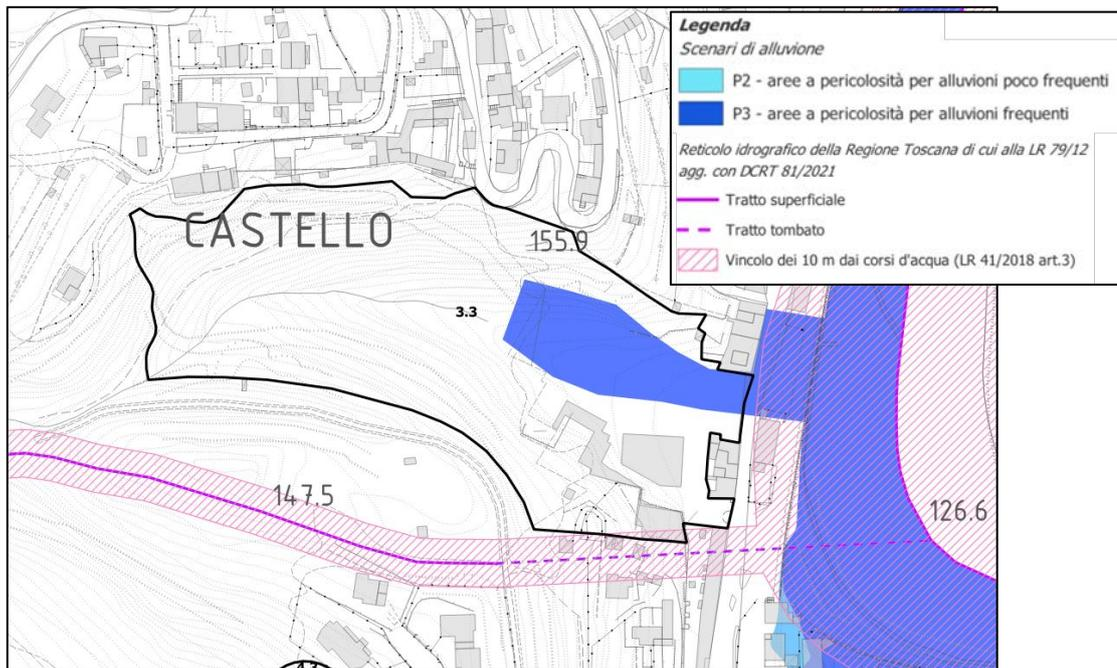 Legenda
Scenari di alluvione
P2 - aree a pericolosità per alluvioni poco frequenti
P3 - aree a pericolosità per alluvioni frequenti
Reticolo idrografico della Regione Toscana di cui alla LR 79/12
agg. con DCRT 81/2021
Tratto superficiale
Tratto tombato
Vincolo dei 10 m dai corsi d'acqua (LR 41/2018 art.3)
CASTELLO
155.9
3.3
147.5
126.6